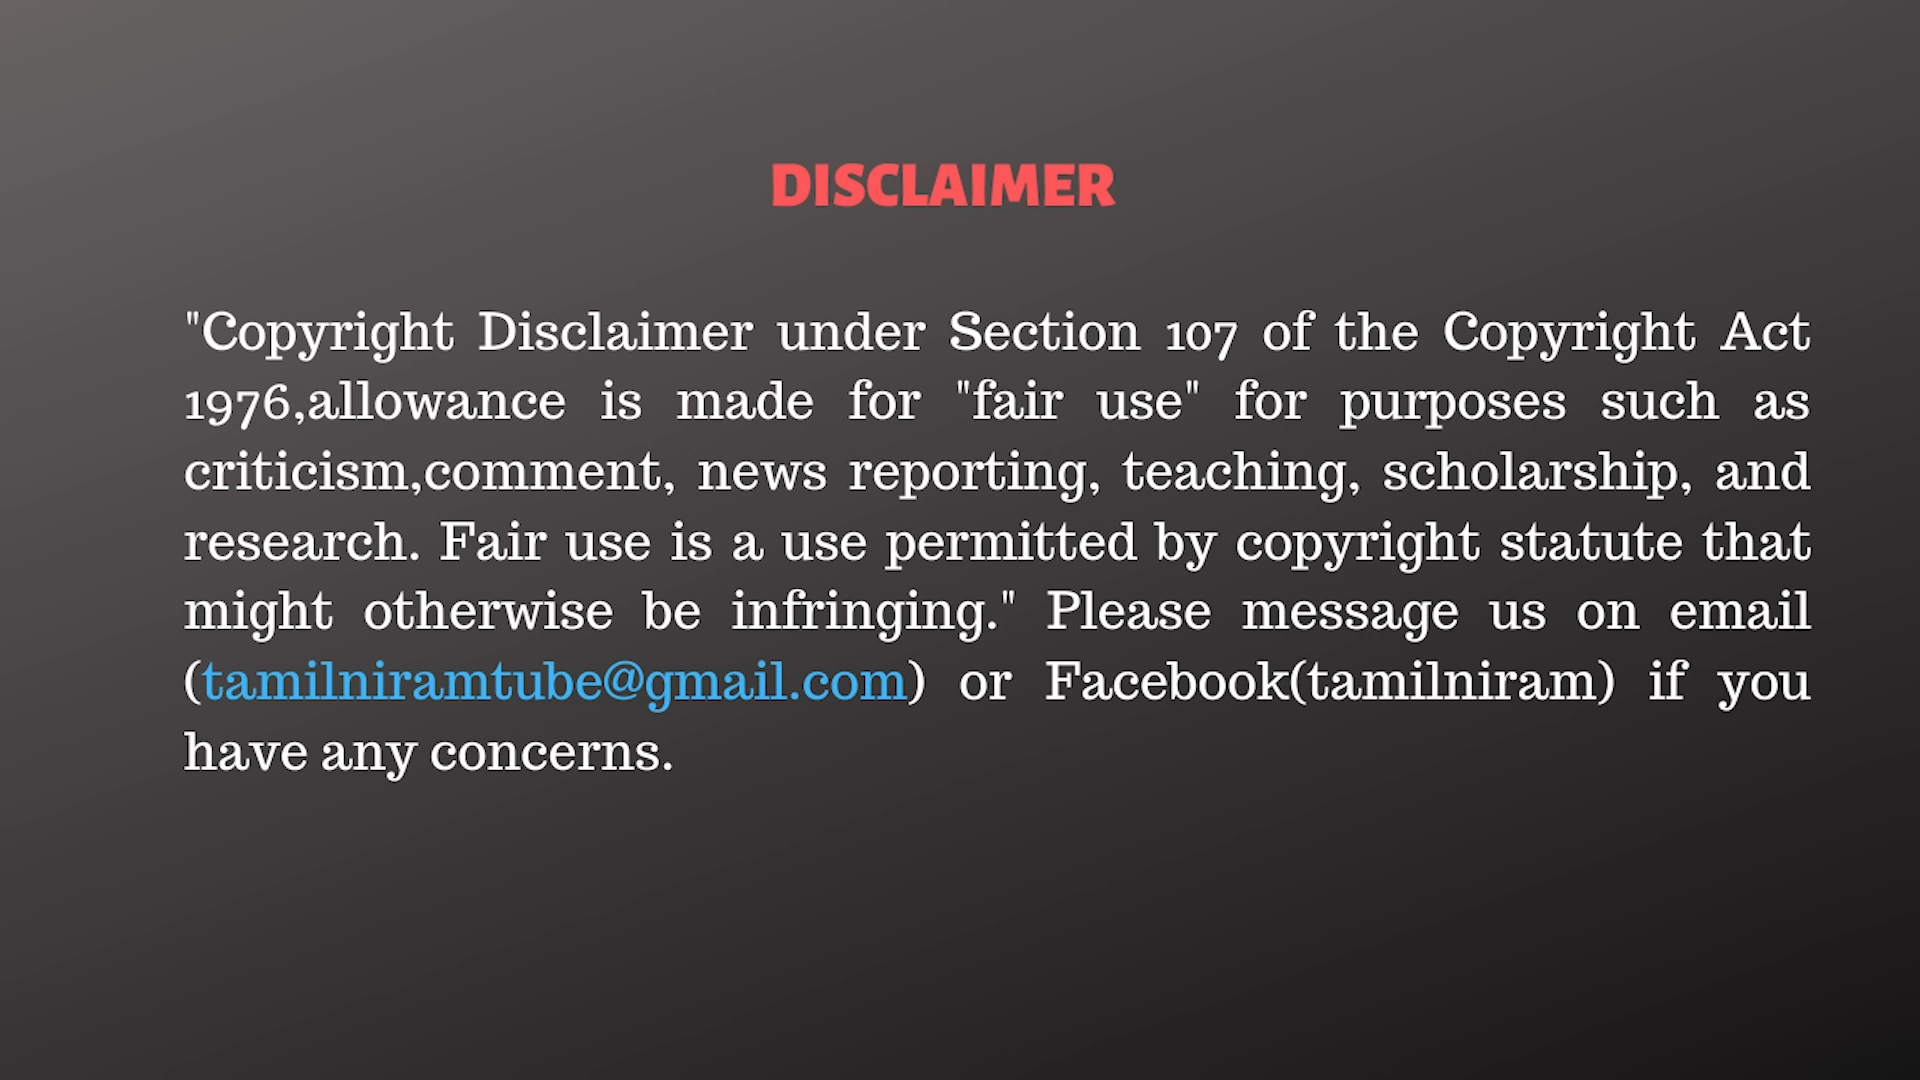 DISCLAIMER
"Copyright Disclaimer under Section 107 of the Copyright Act
1976,allowance is made for "fair use" for purposes such as
criticism,comment, news reporting, teaching, scholarship, and
research. Fair use is a use permitted by copyright statute that
might otherwise be infringing." Please message us on email
(tamilniramtube@gmail.com) or Facebook(tamilniram) if you
have any concerns.